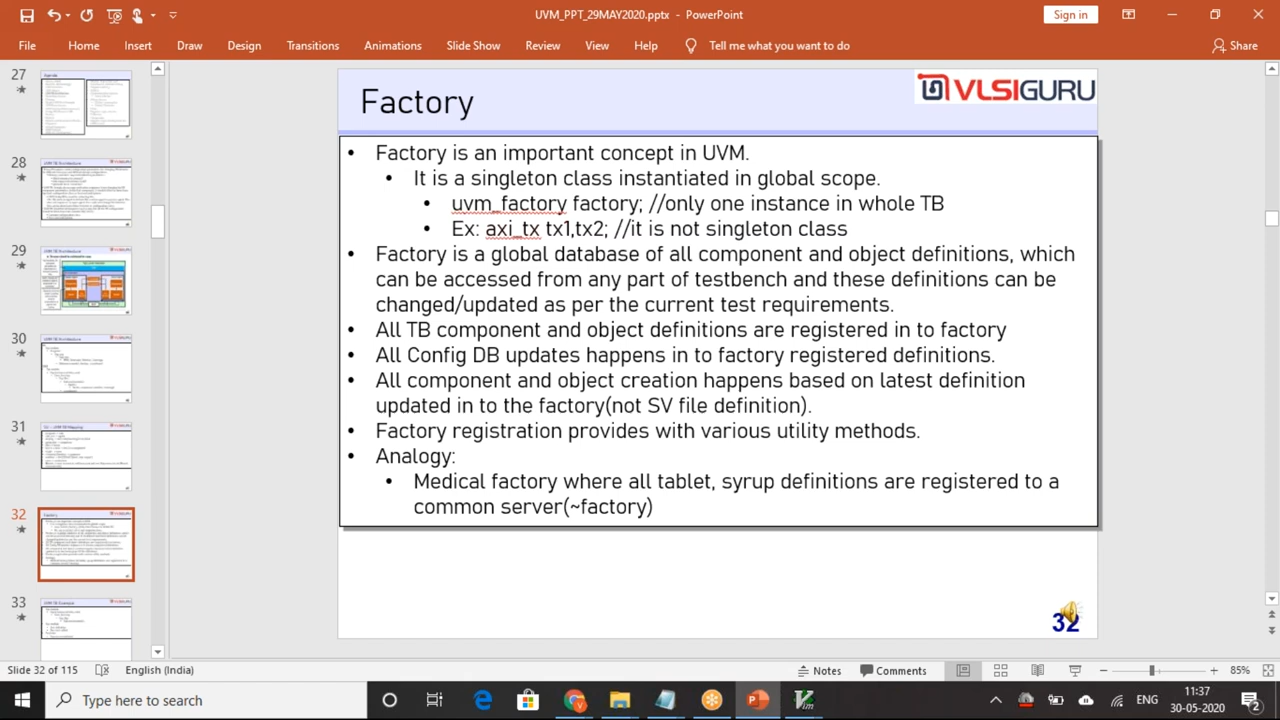 UVM_PPT_29MAY2020.pptx - PowerPoint
Sign in
File Home Insert Draw Design Transitions Animations Slide Show Review View Help Tell me what you want to do Share
27
28
29
30
31
32
33
Factory
VLSIGURU
• Factory is an important concept in UVM.
• It is a singleton class instantiated in global scope.
• uvm_factory factory; //only one instance in whole TB
• Ex: axi_tx tx1,tx2; //it is not singleton class
• Factory is a global database of all component and object definitions, which
can be accessed from any part of testbench and these definitions can be
changed/updated as per the current test requirements.
• All TB component and object definitions are registered in to factory
• All Config DB updates happens in to factory registered definitions.
• All component and object creation happens based on latest definition
updated in to the factory(not SV file definition).
• Factory registration provides with various utility methods.
• Analogy:
• Medical factory where all tablet, syrup definitions are registered to a
common server(~factory)
32
Slide 32 of 115 English (India) Notes Comments 85%
Type here to search
ENG
11:37
30-05-2020
2